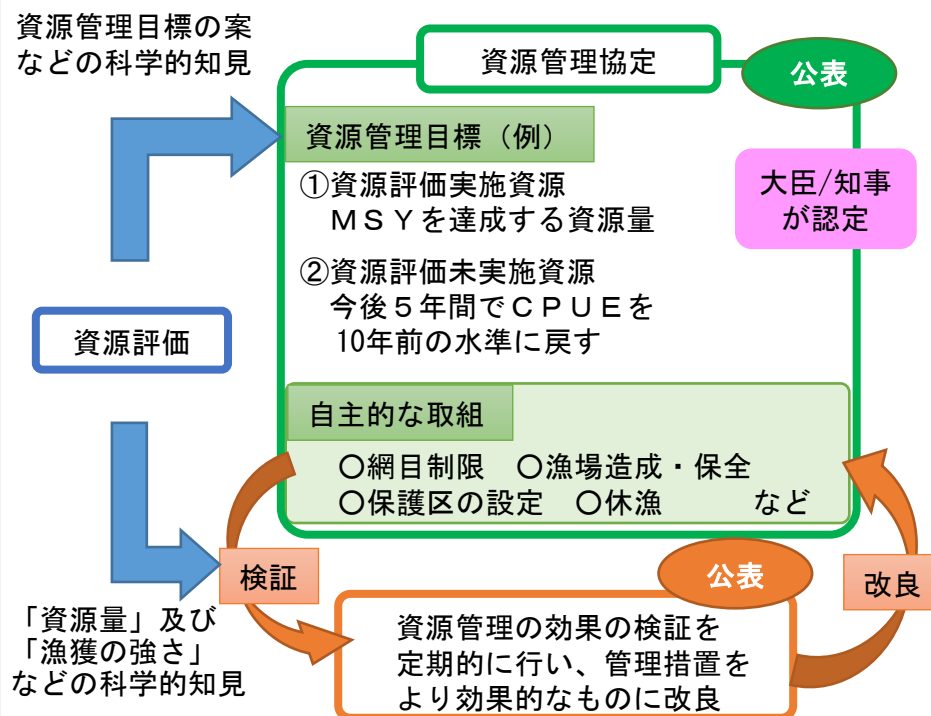 資源管理目標の案
などの科学的知見
資源管理協定
公表
資源管理目標（例）
①資源評価実施資源
ＭＳＹを達成する資源量
大臣/知事
が認定
②資源評価未実施資源
今後５年間でＣＰＵＥを
10年前の水準に戻す
資源評価
自主的な取組
〇網目制限　〇漁場造成・保全
〇保護区の設定　〇休漁　　　など
検証
公表
改良
「資源量」及び
「漁獲の強さ」
などの科学的知見
資源管理の効果の検証を
定期的に行い、管理措置を
より効果的なものに改良